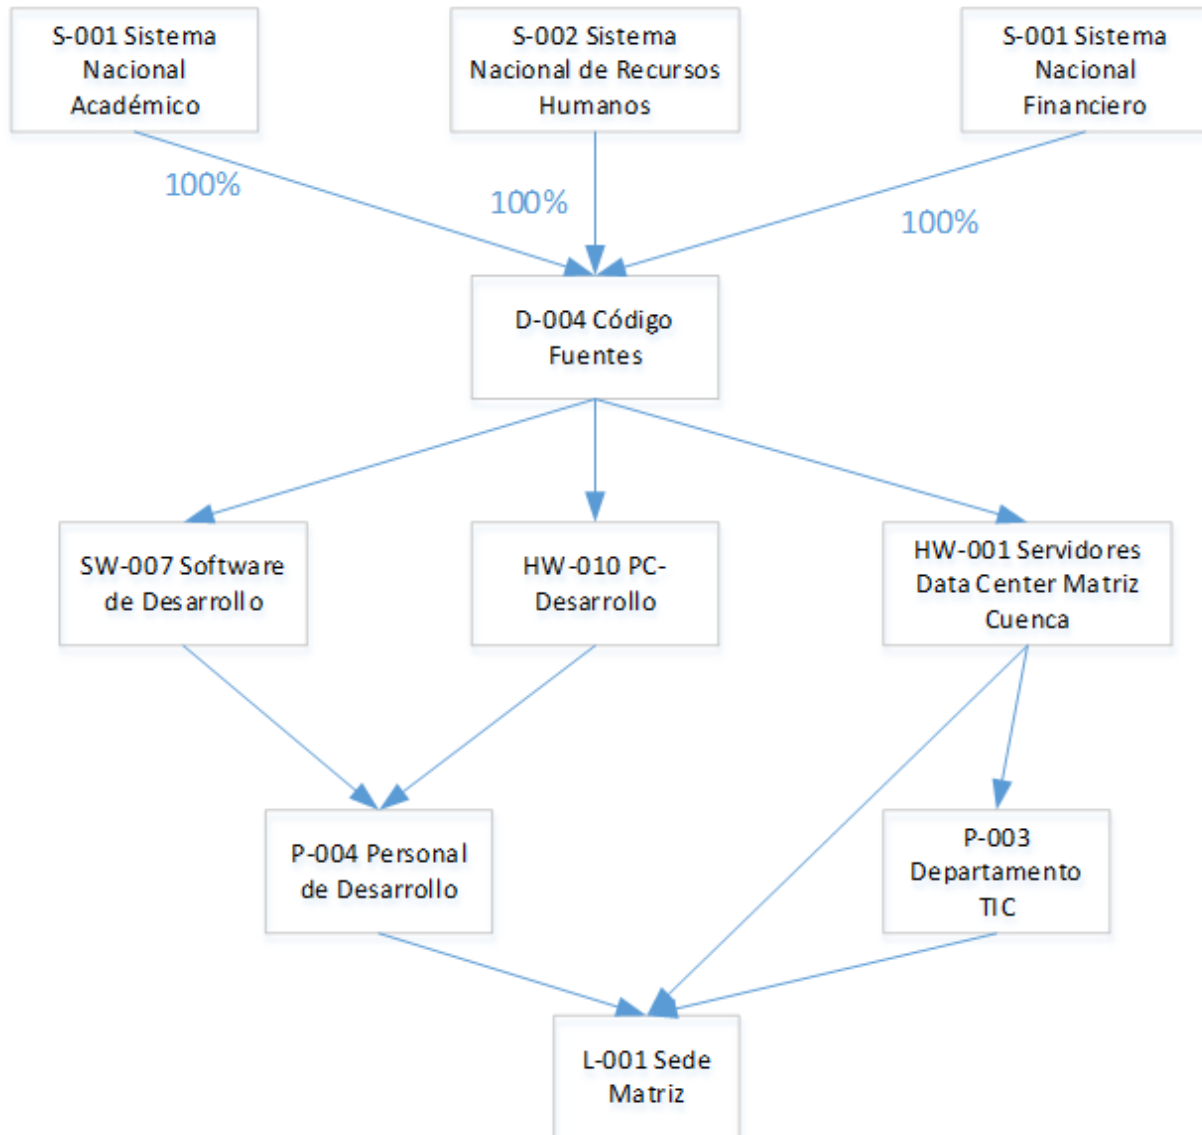 S-001 Sistema
Nacional
Académico
S-002 Sistema
Nacional de Recursos
Humanos
S-001 Sistema
Nacional
Financiero
100%
100%
100%
D-004 Código
Fuentes
SW-007 Software
de Desarrollo
HW-010 PC-
Desarrollo
HW-001 Servidores
Data Center Matriz
Cuenca
P-004 Personal
de Desarrollo
P-003
Departamento
TIC
L-001 Sede
Matriz